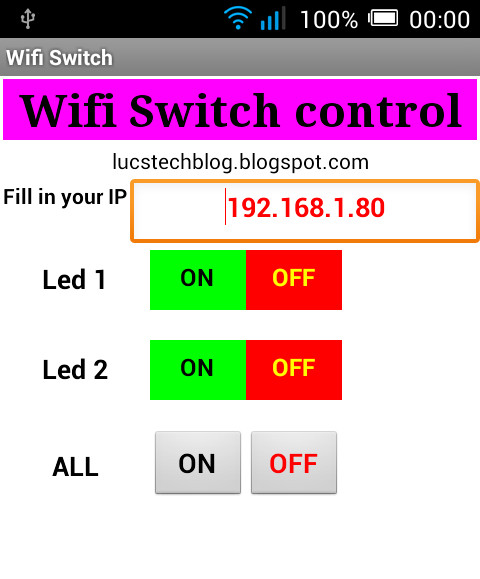 100% 00:00
Wifi Switch
Wifi Switch control
lucstechblog.blogspot.com
Fill in your IP 192.168.1.80
Led 1 ON OFF
Led 2 ON OFF
ALL ON OFF